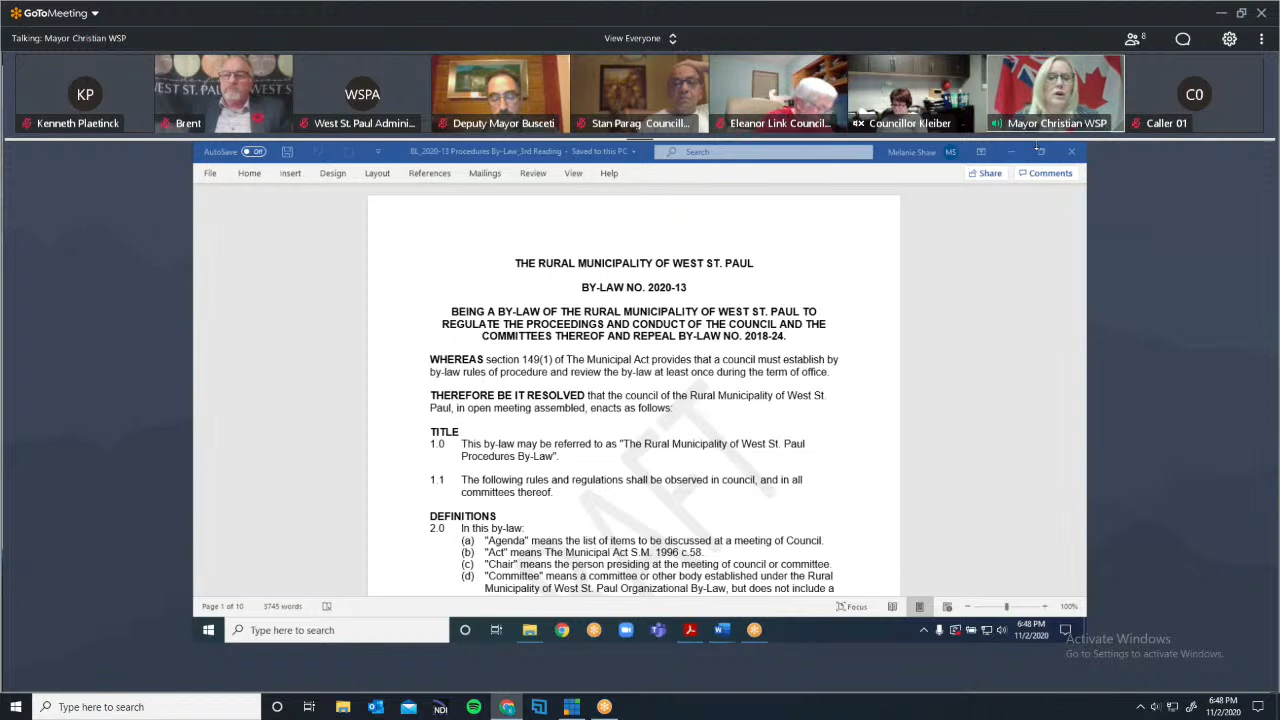 GoToMeeting
Talking: Mayor Christian WSP
View Everyone
8
KP
WEST ST. PAUL
WEST S
WSPA
C0
Kenneth Plaetinck
Brent
West St. Paul Admini...
Deputy Mayor Busceti
Stan Parag Councill...
Eleanor Link Council...
Councillor Kleiber
Mayor Christian WSP
Caller 01
AutoSave Off
BL_2020-13 Procedures By-Law_3rd Reading - Saved to this PC
Search
Melanie Shaw MS
File Home Insert Design Layout References Mailings Review View Help
Share Comments
THE RURAL MUNICIPALITY OF WEST ST. PAUL
BY-LAW NO. 2020-13
BEING A BY-LAW OF THE RURAL MUNICIPALITY OF WEST ST. PAUL TO
REGULATE THE PROCEEDINGS AND CONDUCT OF THE COUNCIL AND THE
COMMITTEES THEREOF AND REPEAL BY-LAW NO. 2018-24.
WHEREAS section 149(1) of The Municipal Act provides that a council must establish by
by-law rules of procedure and review the by-law at least once during the term of office.
THEREFORE BE IT RESOLVED that the council of the Rural Municipality of West St.
Paul, in open meeting assembled, enacts as follows:
TITLE
1.0 This by-law may be referred to as "The Rural Municipality of West St. Paul
Procedures By-Law".
1.1 The following rules and regulations shall be observed in council, and in all
committees thereof.
DEFINITIONS
2.0 In this by-law:
(a) "Agenda" means the list of items to be discussed at a meeting of Council.
(b) "Act" means The Municipal Act S.M. 1996 c.58.
(c) "Chair" means the person presiding at the meeting of council or committee.
(d) "Committee" means a committee or other body established under the Rural
Municipality of West St. Paul Organizational By-Law, but does not include a
AFT
Page 1 of 10 3745 words
Focus
100%
Type here to search
6:48 PM
11/2/2020
Activate Windows
Go to Settings to activate Windows.
Type here to search
NDI
6:48 PM
11/2/2020